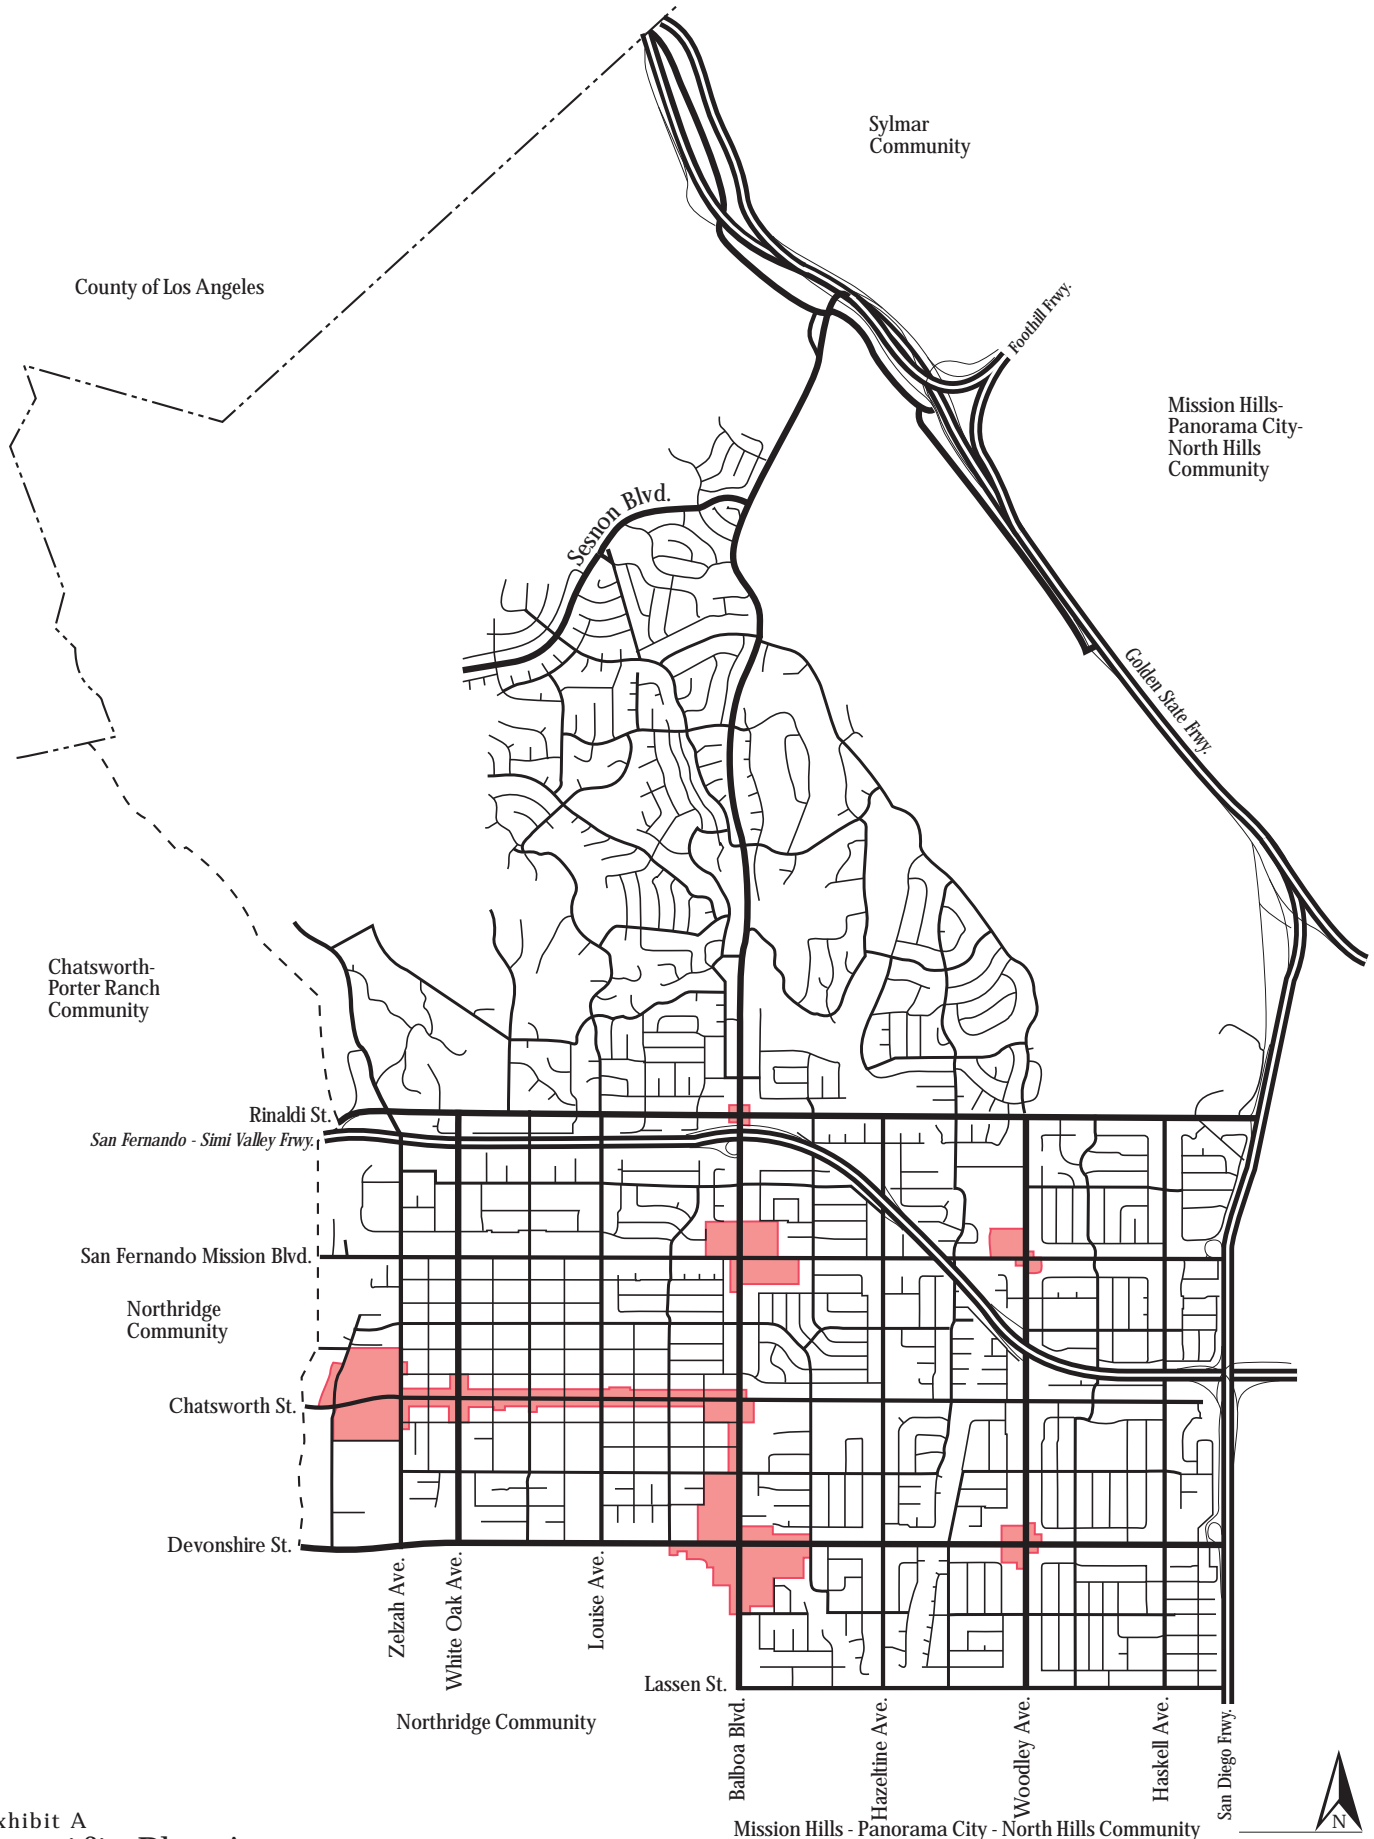 Sylmar
Community
County of Los Angeles
Foothill Frwy.
Mission Hills-
Panorama City-
North Hills
Community
Sesnon Blvd.
Golden State Frwy.
Chatsworth-
Porter Ranch
Community
Rinaldi St.
San Fernando - Simi Valley Frwy.
San Fernando Mission Blvd.
Northridge
Community
Chatsworth St.
Devonshire St.
Zelzah Ave.
White Oak Ave.
Louise Ave.
Lassen St.
Balboa Blvd.
Hazeltine Ave.
Woodley Ave.
Haskell Ave.
San Diego Frwy.
Northridge Community
N
xhibit A
Mission Hills - Panorama City - North Hills Community